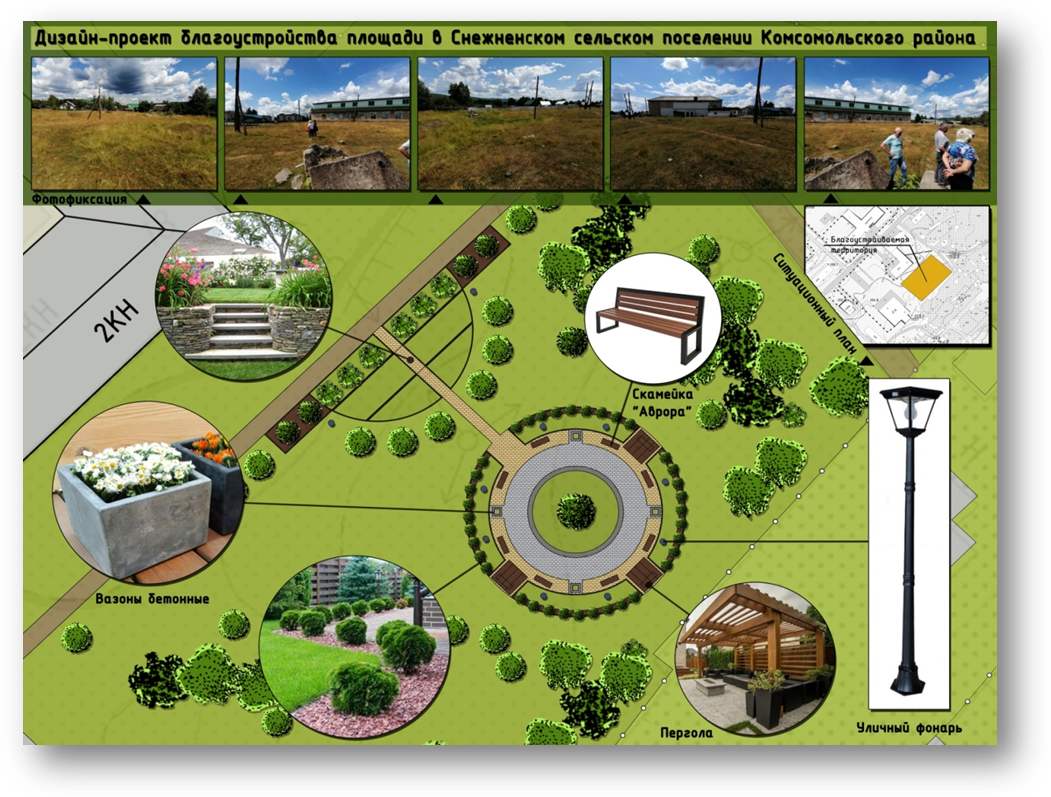 Дизайн-проект благоустройства площади в Снежненском сельском поселении Комсомольского района
Фотофиксация
Благоустраиваемая
территория
Ситуационный план
2КН
Скамейка
"Аврора"
Вазоны бетонные
Пергола
Уличный фонарь